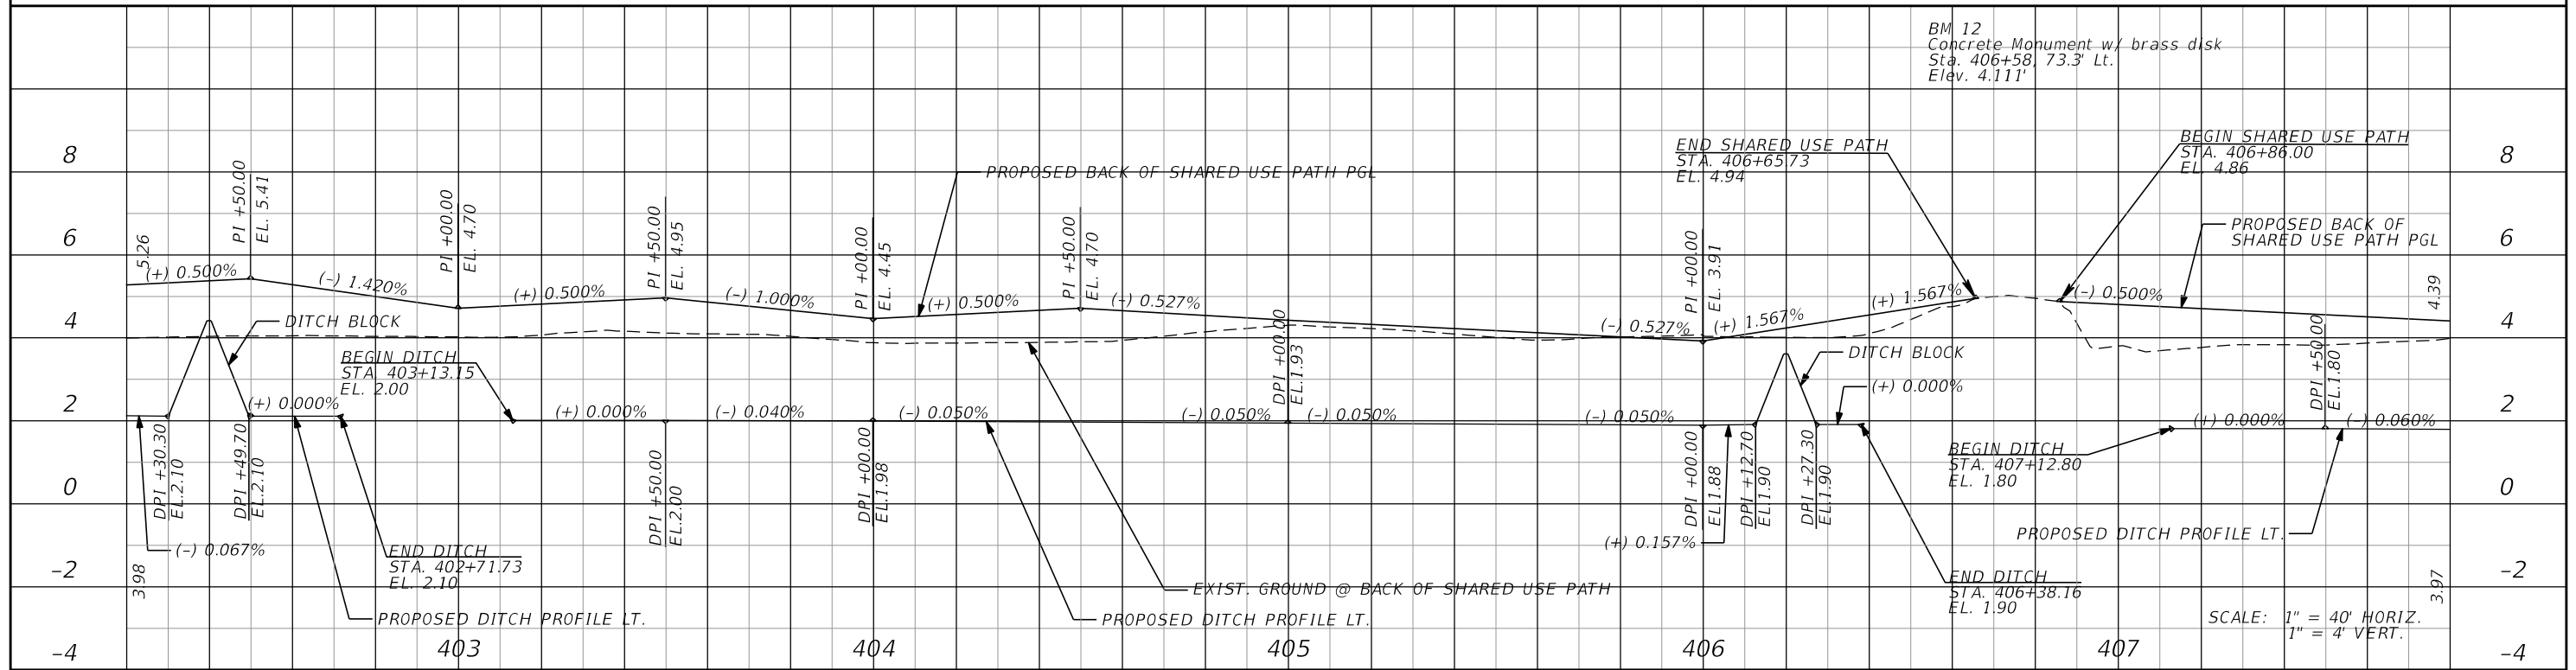 BM 12
Concrete Monument w/ brass disk
Sta. 406+58, 73.3' Lt.
Elev. 4.111'
8
6
4
2
0
-2
-4
5.26
(+) 0.500%
PI +50.00
EL. 5.41
(-) 1.420%
PI +00.00
EL. 4.70
(+) 0.500%
PI +50.00
EL. 4.95
(-) 1.000%
PI +00.00
EL. 4.45
PROPOSED BACK OF SHARED USE PATH PGL
(+) 0.500%
PI +50.00
EL. 4.70
(-) 0.527%
(-) 0.527%
PI +00.00
EL. 3.91
(+) 1.567%
END SHARED USE PATH
STA. 406+65.73
EL. 4.94
(+) 1.567%
BEGIN SHARED USE PATH
STA. 406+86.00
EL. 4.86
(-) 0.500%
PROPOSED BACK OF
SHARED USE PATH PGL
4.39
8
6
4
2
0
-2
-4
DITCH BLOCK
BEGIN DITCH
STA. 403+13.15
EL. 2.00
(+) 0.000%
DPI +30.30
EL.2.10
DPI +49.70
EL.2.10
(-) 0.067%
3.98
END DITCH
STA. 402+71.73
EL. 2.10
PROPOSED DITCH PROFILE LT.
(+) 0.000%
DPI +50.00
EL.2.00
(-) 0.040%
DPI +00.00
EL.1.98
(-) 0.050%
(-) 0.050%
DPI +00.00
EL.1.93
(-) 0.050%
(-) 0.050%
EXIST. GROUND @ BACK OF SHARED USE PATH
PROPOSED DITCH PROFILE LT.
DPI +00.00
EL.1.88
(+) 0.157%
DPI +12.70
EL.1.90
DPI +27.30
EL.1.90
DITCH BLOCK
(+) 0.000%
END DITCH
STA. 406+38.16
EL. 1.90
BEGIN DITCH
STA. 407+12.80
EL. 1.80
(+) 0.000%
DPI +50.00
EL.1.80
(-) 0.060%
PROPOSED DITCH PROFILE LT.
3.97
SCALE: 1" = 40' HORIZ.
1" = 4' VERT.
403
404
405
406
407